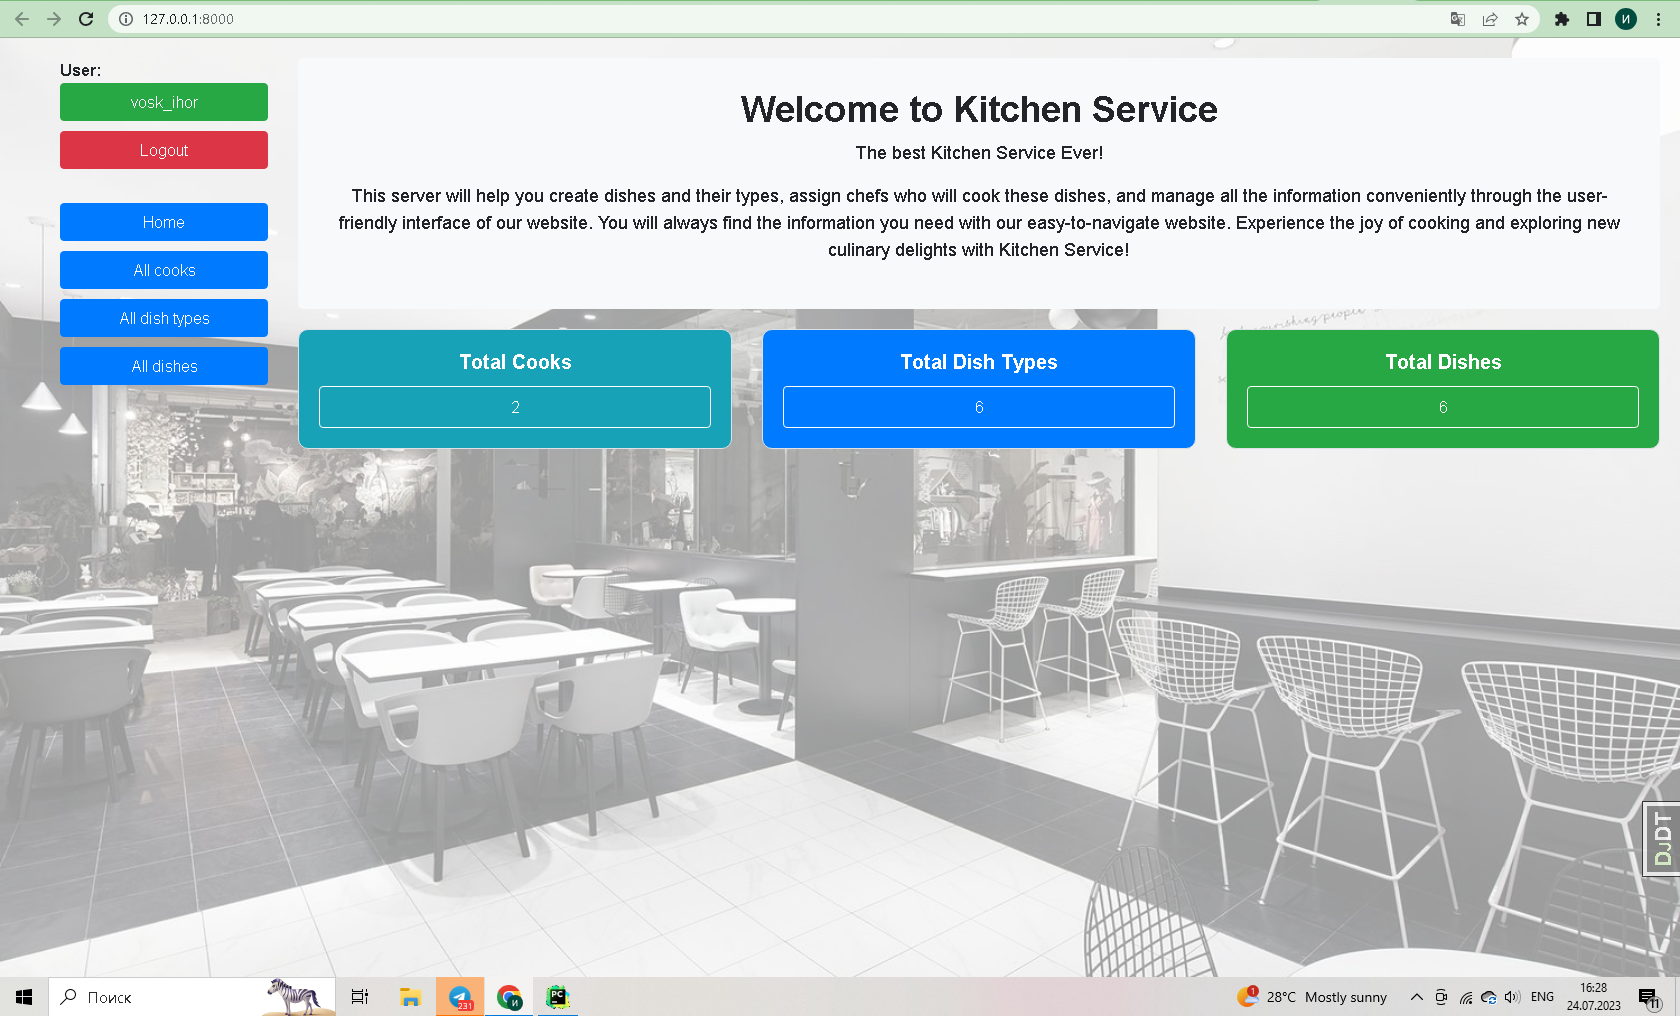 127.0.0.1:8000
И
User:
vosk_ihor
Logout
Home
All cooks
All dish types
All dishes
Welcome to Kitchen Service
The best Kitchen Service Ever!
This server will help you create dishes and their types, assign chefs who will cook these dishes, and manage all the information conveniently through the user-
friendly interface of our website. You will always find the information you need with our easy-to-navigate website. Experience the joy of cooking and exploring new
culinary delights with Kitchen Service!
Total Cooks
2
Total Dish Types
6
Total Dishes
6
DJDT
Поиск
231
И
PC
1
28°C Mostly sunny
ENG
16:28
24.07.2023
11